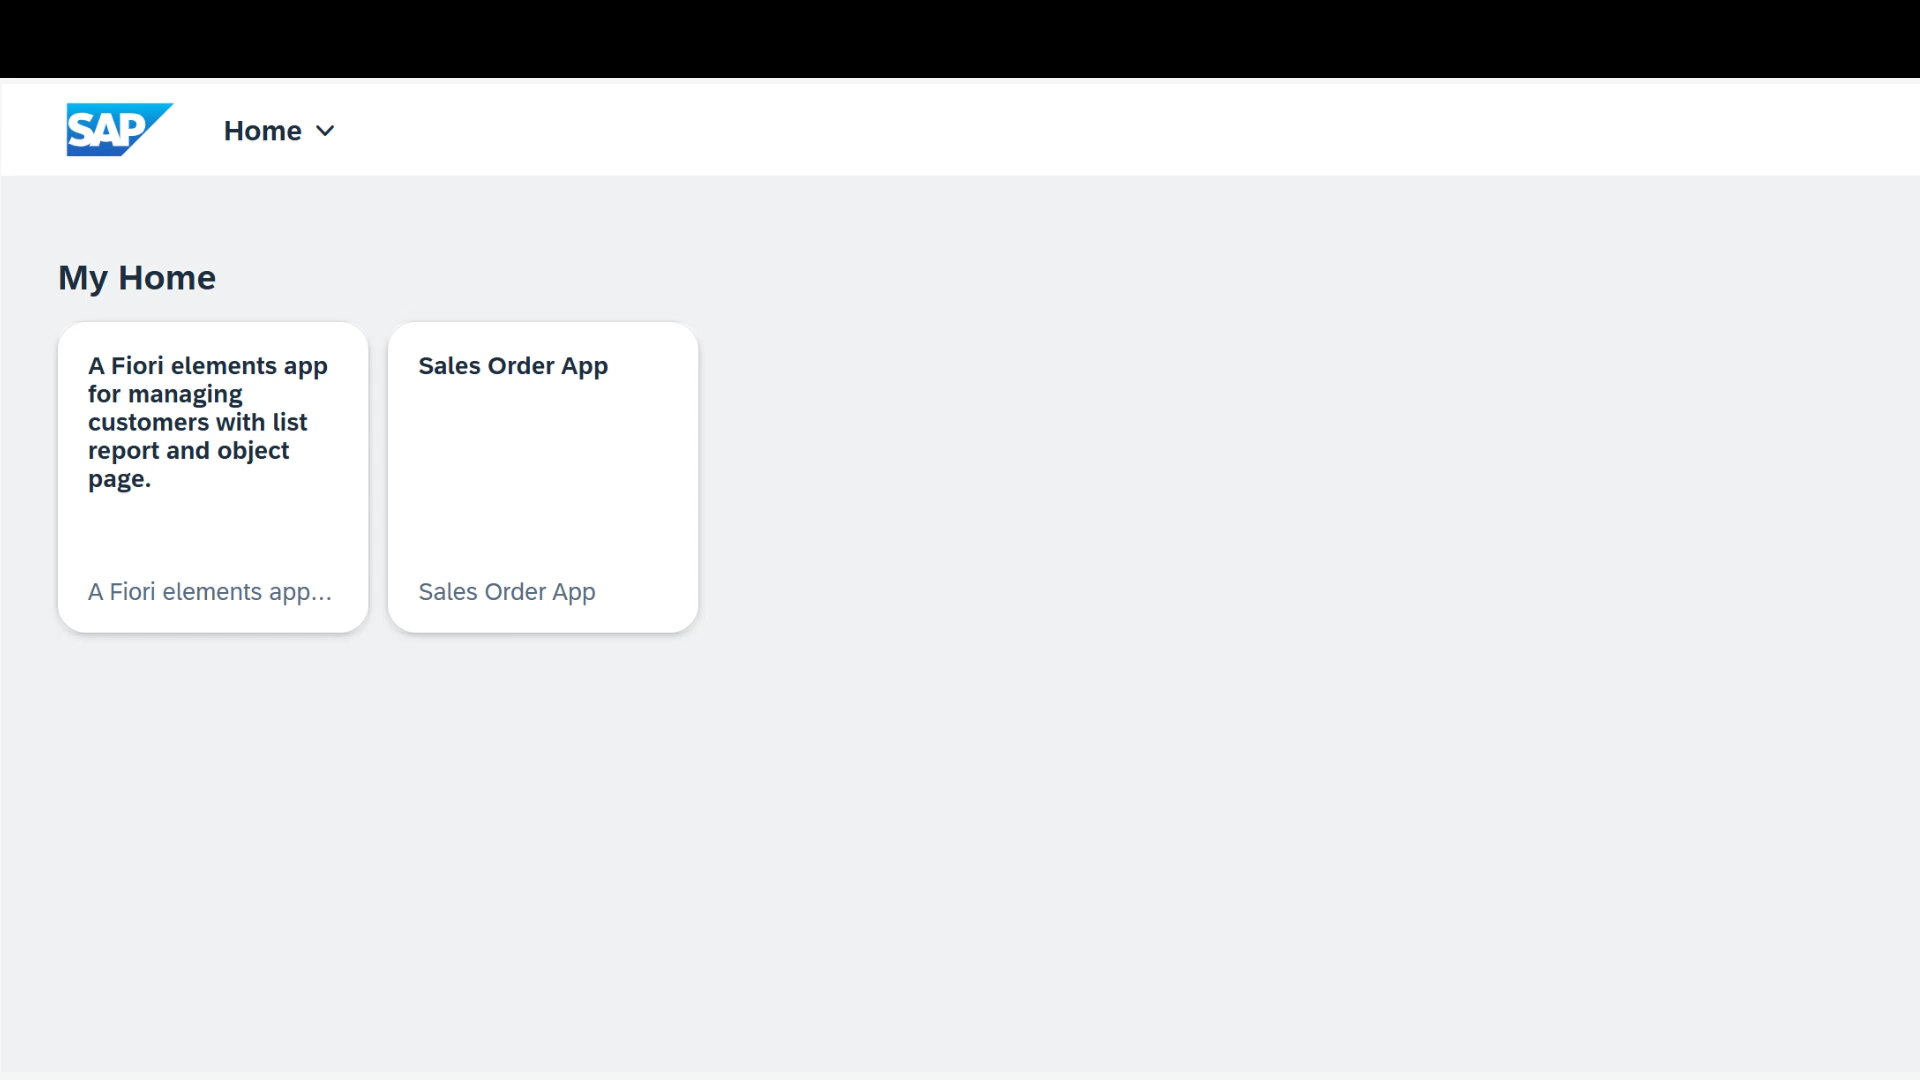 SAP
Home
My Home
A Fiori elements app
for managing
customers with list
report and object
page.
A Fiori elements app...
Sales Order App
Sales Order App